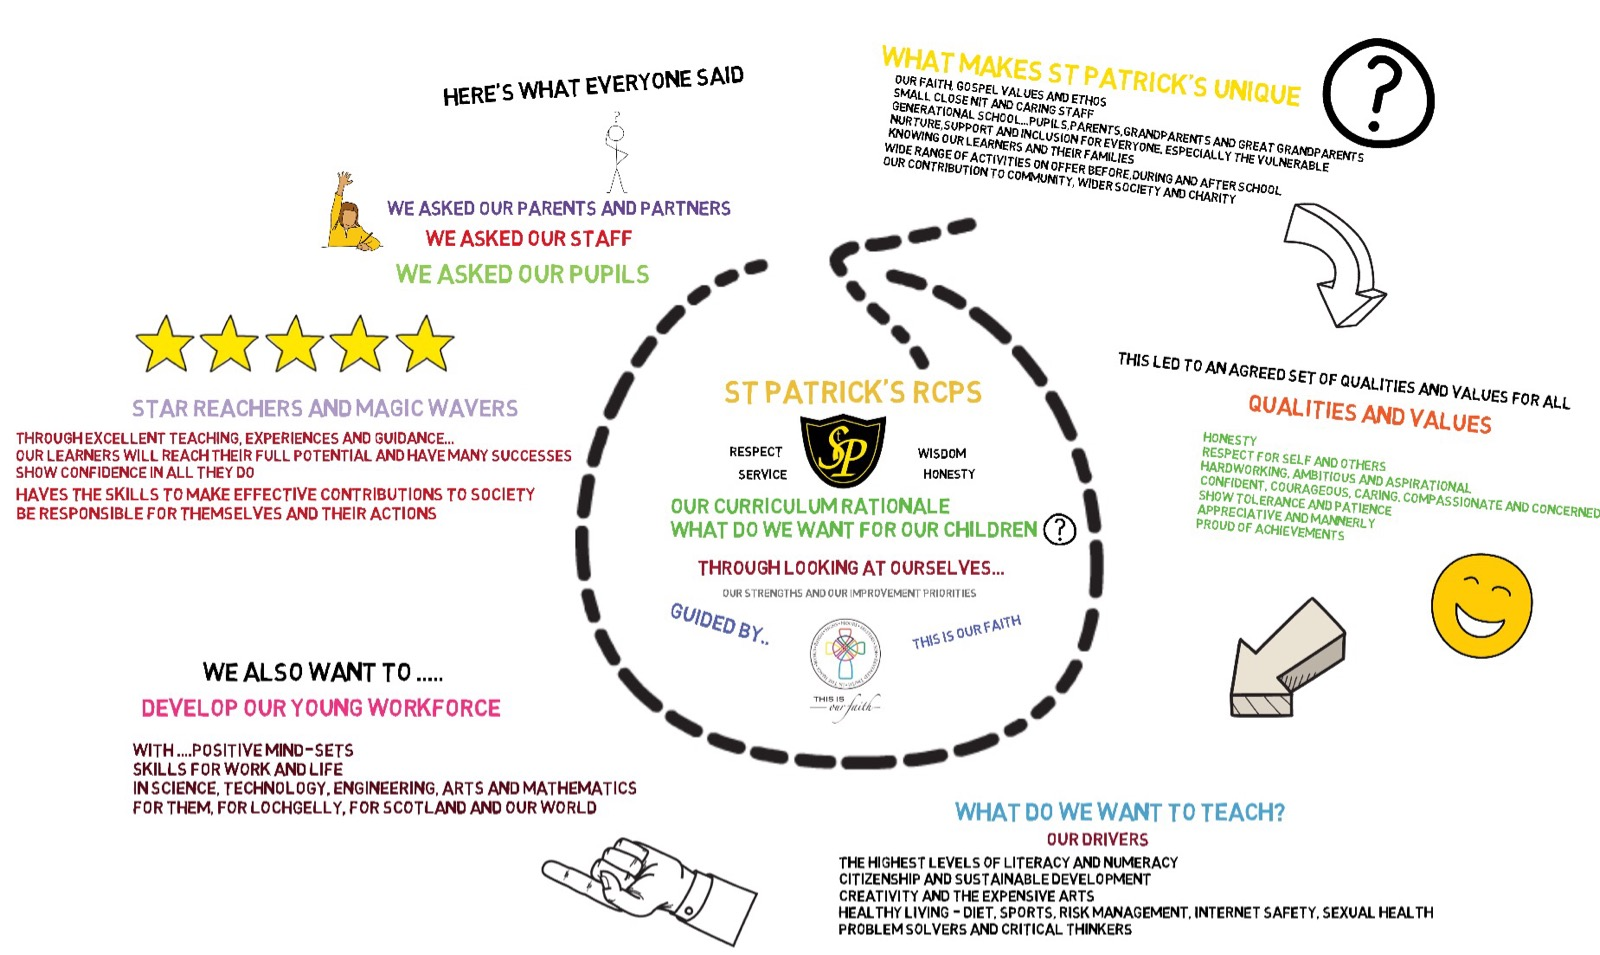 HERE'S WHAT EVERYONE SAID
?
WE ASKED OUR PARENTS AND PARTNERS
WE ASKED OUR STAFF
WE ASKED OUR PUPILS
WHAT MAKES ST PATRICK'S UNIQUE
?
OUR FAITH, GOSPEL VALUES AND ETHOS
SMALL CLOSE NIT AND CARING STAFF
GENERATIONAL SCHOOL...PUPILS,PARENTS,GRANDPARENTS AND GREAT GRANDPARENTS
NURTURE,SUPPORT AND INCLUSION FOR EVERYONE, ESPECIALLY THE VULNERABLE
KNOWING OUR LEARNERS AND THEIR FAMILIES
WIDE RANGE OF ACTIVITIES ON OFFER BEFORE,DURING AND AFTER SCHOOL
OUR CONTRIBUTION TO COMMUNITY, WIDER SOCIETY AND CHARITY
THIS LED TO AN AGREED SET OF QUALITIES AND VALUES FOR ALL
QUALITIES AND VALUES
HONESTY
RESPECT FOR SELF AND OTHERS
HARDWORKING, AMBITIOUS AND ASPIRATIONAL
CONFIDENT, COURAGEOUS, CARING, COMPASSIONATE AND CONCERNED
SHOW TOLERANCE AND PATIENCE
APPRECIATIVE AND MANNERLY
PROUD OF ACHIEVEMENTS
STAR REACHERS AND MAGIC WAVERS
THROUGH EXCELLENT TEACHING, EXPERIENCES AND GUIDANCE...
OUR LEARNERS WILL REACH THEIR FULL POTENTIAL AND HAVE MANY SUCCESSES
SHOW CONFIDENCE IN ALL THEY DO
HAVES THE SKILLS TO MAKE EFFECTIVE CONTRIBUTIONS TO SOCIETY
BE RESPONSIBLE FOR THEMSELVES AND THEIR ACTIONS
ST PATRICK'S RCPS
StP
RESPECT WISDOM
SERVICE HONESTY
OUR CURRICULUM RATIONALE
WHAT DO WE WANT FOR OUR CHILDREN ?
THROUGH LOOKING AT OURSELVES...
OUR STRENGTHS AND OUR IMPROVEMENT PRIORITIES
GUIDED BY.. THIS IS OUR FAITH
THIS IS
our faith
WE ALSO WANT TO .....
DEVELOP OUR YOUNG WORKFORCE
WITH ....POSITIVE MIND-SETS
SKILLS FOR WORK AND LIFE
IN SCIENCE, TECHNOLOGY, ENGINEERING, ARTS AND MATHEMATICS
FOR THEM, FOR LOCHGELLY, FOR SCOTLAND AND OUR WORLD
WHAT DO WE WANT TO TEACH?
OUR DRIVERS
THE HIGHEST LEVELS OF LITERACY AND NUMERACY
CITIZENSHIP AND SUSTAINABLE DEVELOPMENT
CREATIVITY AND THE EXPENSIVE ARTS
HEALTHY LIVING - DIET, SPORTS, RISK MANAGEMENT, INTERNET SAFETY, SEXUAL HEALTH
PROBLEM SOLVERS AND CRITICAL THINKERS